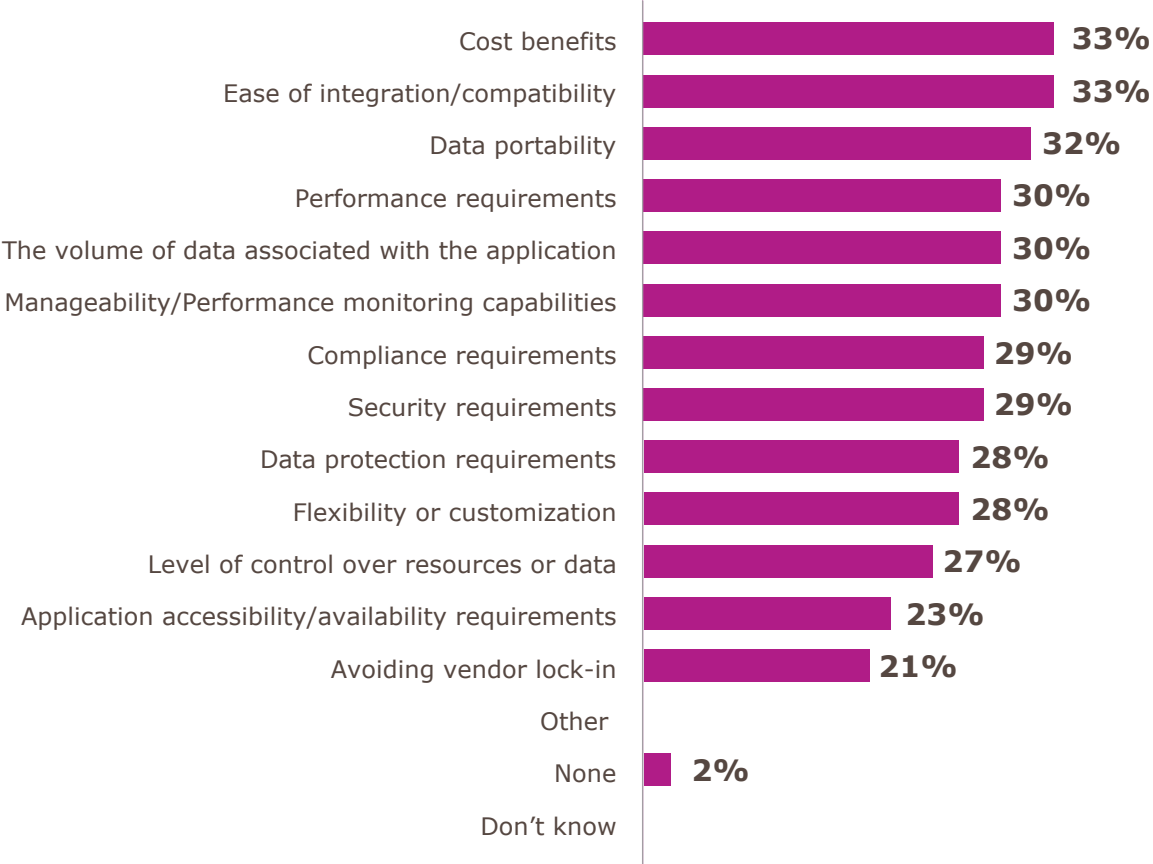 Cost benefits 33%
Ease of integration/compatibility 33%
Data portability 32%
Performance requirements 30%
The volume of data associated with the application 30%
Manageability/Performance monitoring capabilities 30%
Compliance requirements 29%
Security requirements 29%
Data protection requirements 28%
Flexibility or customization 28%
Level of control over resources or data 27%
Application accessibility/availability requirements 23%
Avoiding vendor lock-in 21%
Other
None 2%
Don’t know